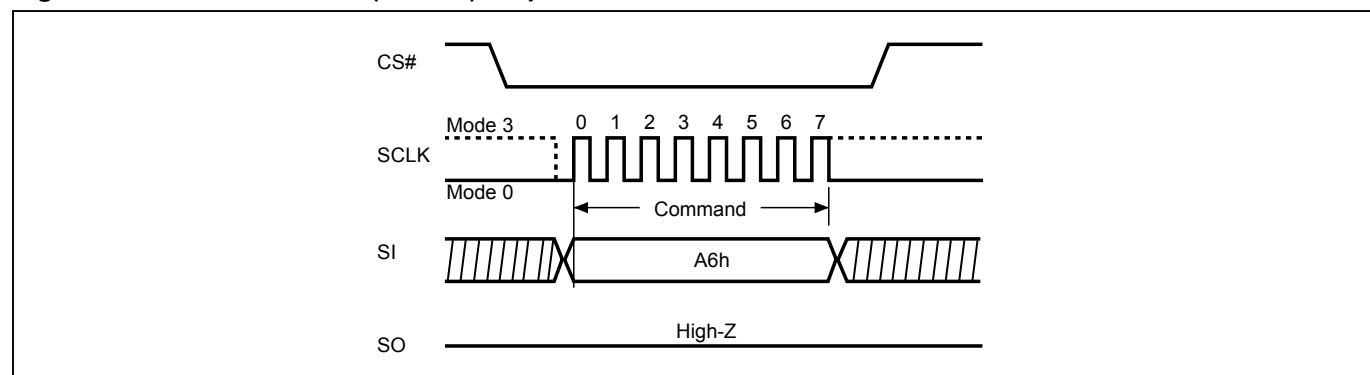 CS#
Mode 3
0 1 2 3 4 5 6 7
SCLK
Mode 0
Command
SI
A6h
High-Z
SO